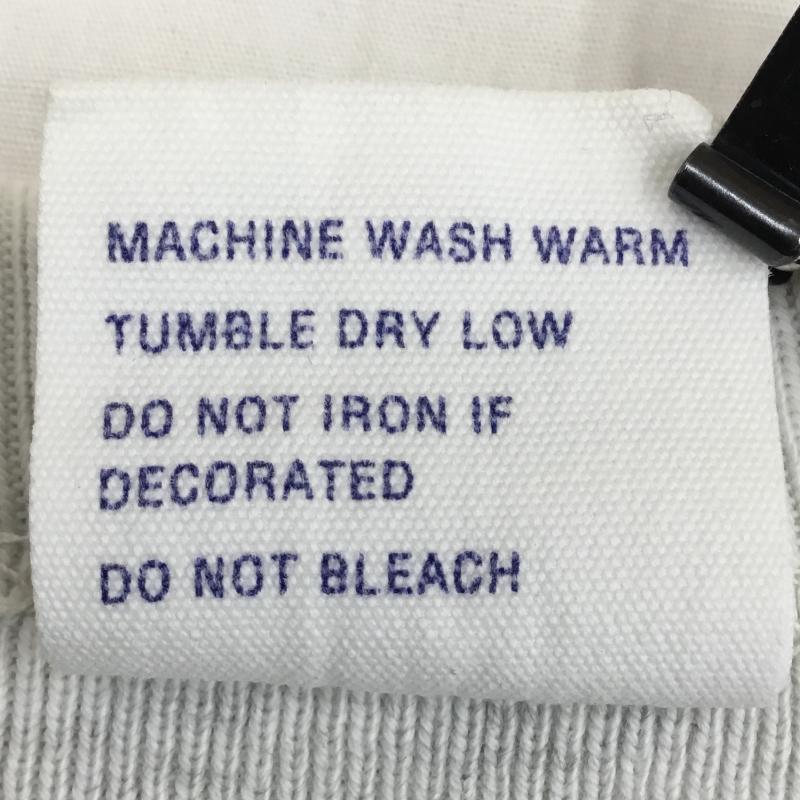 MACHINE WASH WARM
TUMBLE DRY LOW
DO NOT IRON IF
DECORATED
DO NOT BLEACH